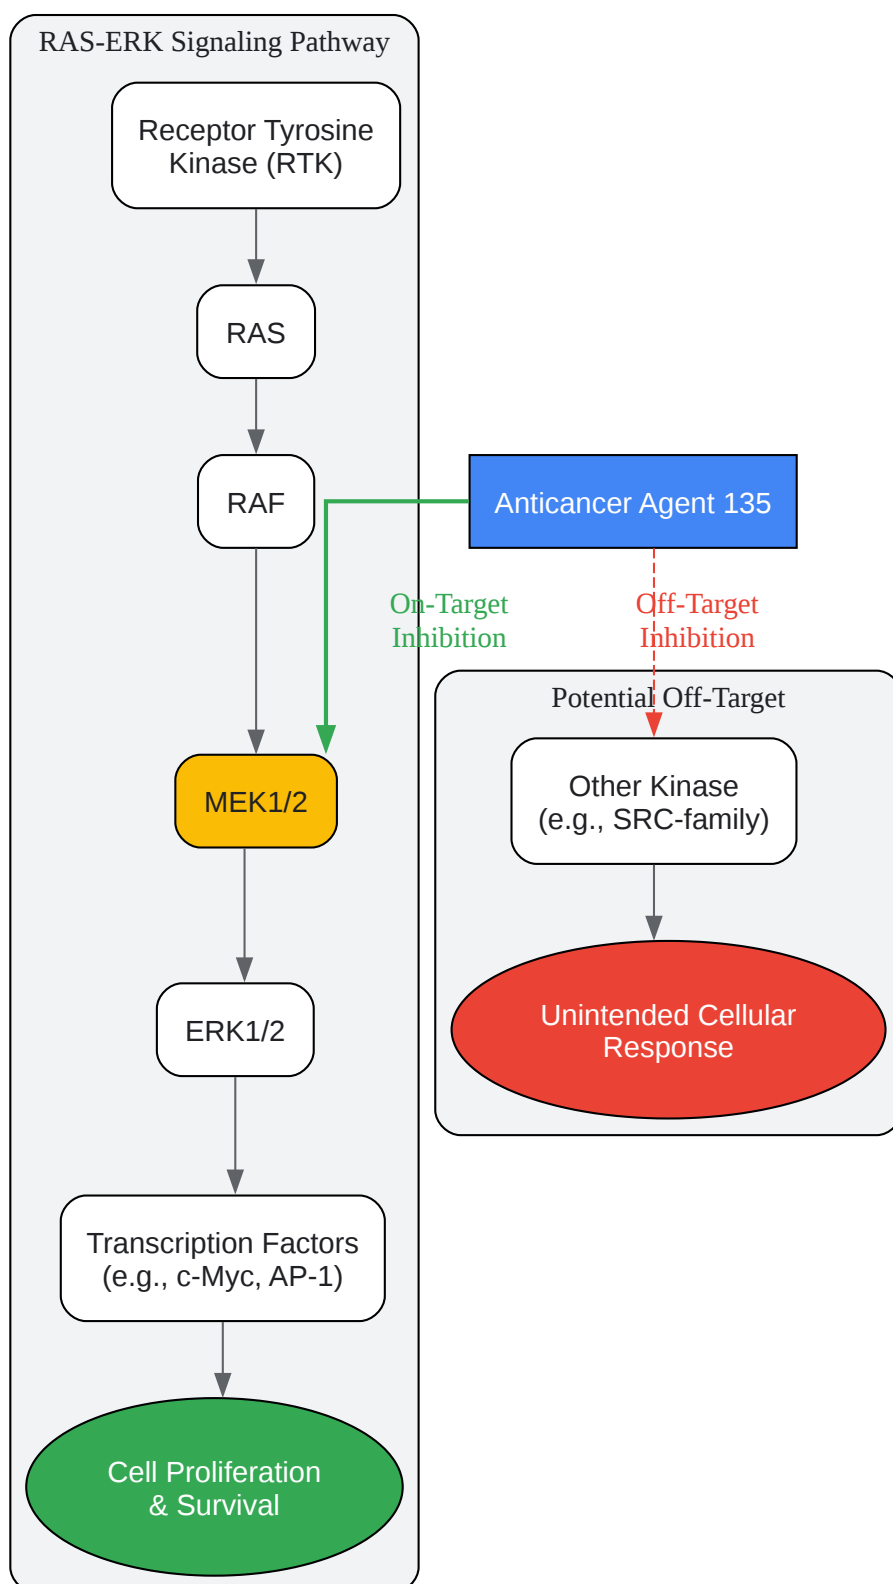 RAS-ERK Signaling Pathway
Receptor Tyrosine
Kinase (RTK)
RAS
RAF
Anticancer Agent 135
On-Target
Inhibition
Off-Target
Inhibition
Potential Off-Target
MEK1/2
Other Kinase
(e.g., SRC-family)
ERK1/2
Unintended Cellular
Response
Transcription Factors
(e.g., c-Myc, AP-1)
Cell Proliferation
& Survival